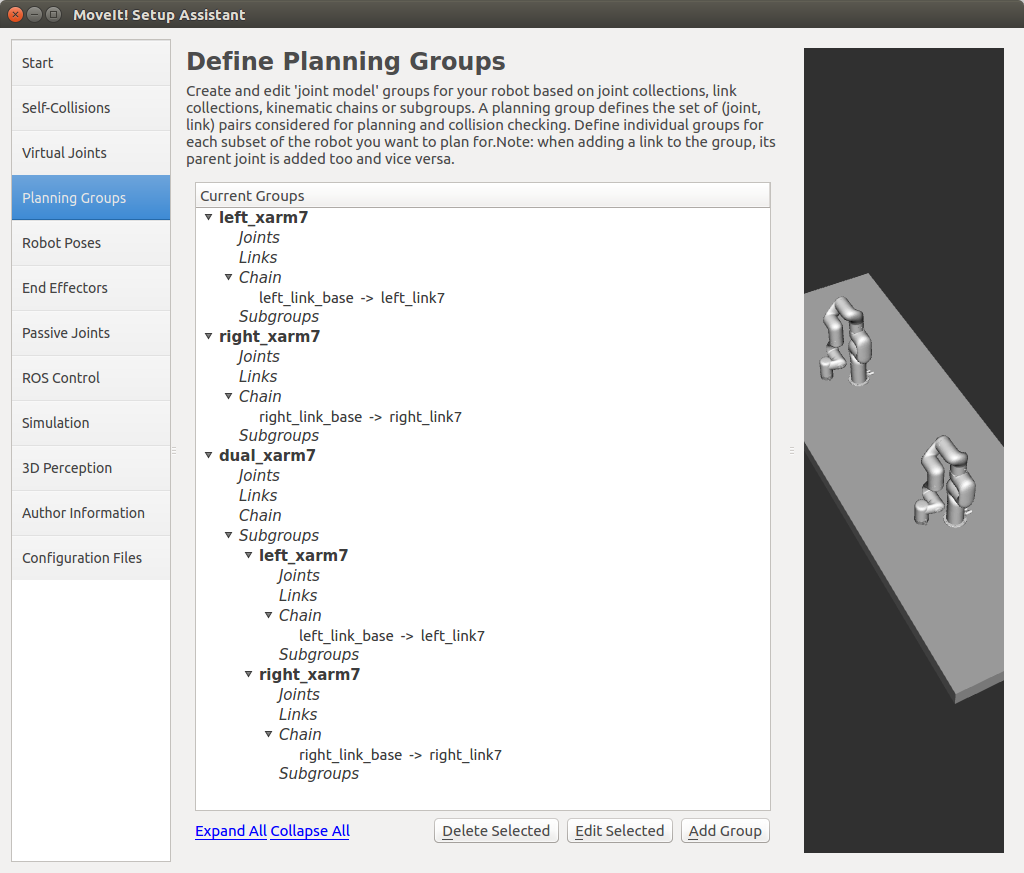 MoveIt! Setup Assistant
Start
Self-Collisions
Virtual Joints
Planning Groups
Robot Poses
End Effectors
Passive Joints
ROS Control
Simulation
3D Perception
Author Information
Configuration Files
Define Planning Groups
Create and edit 'joint model' groups for your robot based on joint collections, link
collections, kinematic chains or subgroups. A planning group defines the set of (joint,
link) pairs considered for planning and collision checking. Define individual groups for
each subset of the robot you want to plan for.Note: when adding a link to the group, its
parent joint is added too and vice versa.
Current Groups
left_xarm7
Joints
Links
Chain
left_link_base -> left_link7
Subgroups
right_xarm7
Joints
Links
Chain
right_link_base -> right_link7
Subgroups
dual_xarm7
Joints
Links
Chain
Subgroups
left_xarm7
Joints
Links
Chain
left_link_base -> left_link7
Subgroups
right_xarm7
Joints
Links
Chain
right_link_base -> right_link7
Subgroups
Expand All Collapse All
Delete Selected
Edit Selected
Add Group